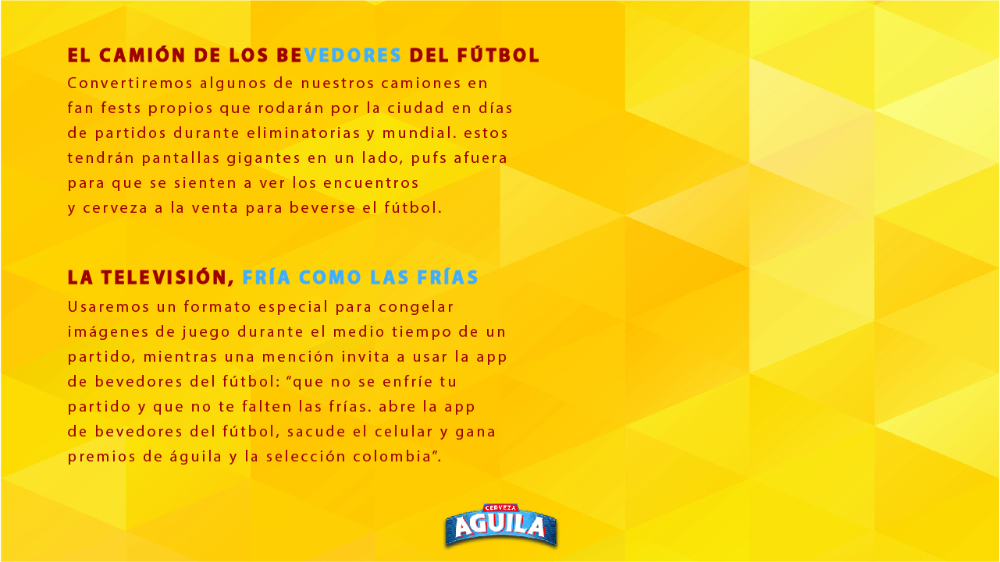 EL CAMIÓN DE LOS BEVEDORES DEL FÚTBOL
Convertiremos algunos de nuestros camiones en
fan fests propios que rodarán por la ciudad en días
de partidos durante eliminatorias y mundial. estos
tendrán pantallas gigantes en un lado, pufs afuera
para que se sienten a ver los encuentros
y cerveza a la venta para beverse el fútbol.
LA TELEVISIÓN, FRÍA COMO LAS FRÍAS
Usaremos un formato especial para congelar
imágenes de juego durante el medio tiempo de un
partido, mientras una mención invita a usar la app
de bevedores del fútbol: “que no se enfríe tu
partido y que no te falten las frías. abre la app
de bevedores del fútbol, sacude el celular y gana
premios de águila y la selección colombia”.
CERVEZA
AGUILA